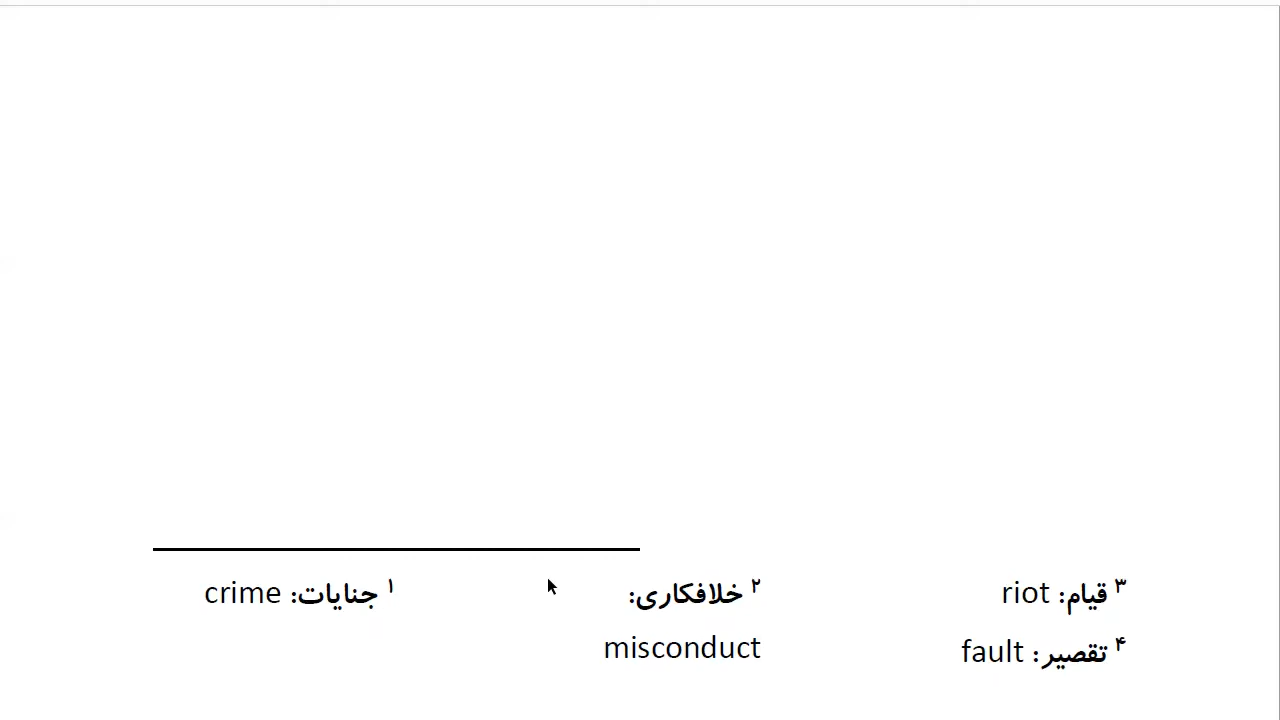 ۱ جنایات: crime
۲ خلافکاری:
misconduct
۳ قیام: riot
۴ تقصیر: fault